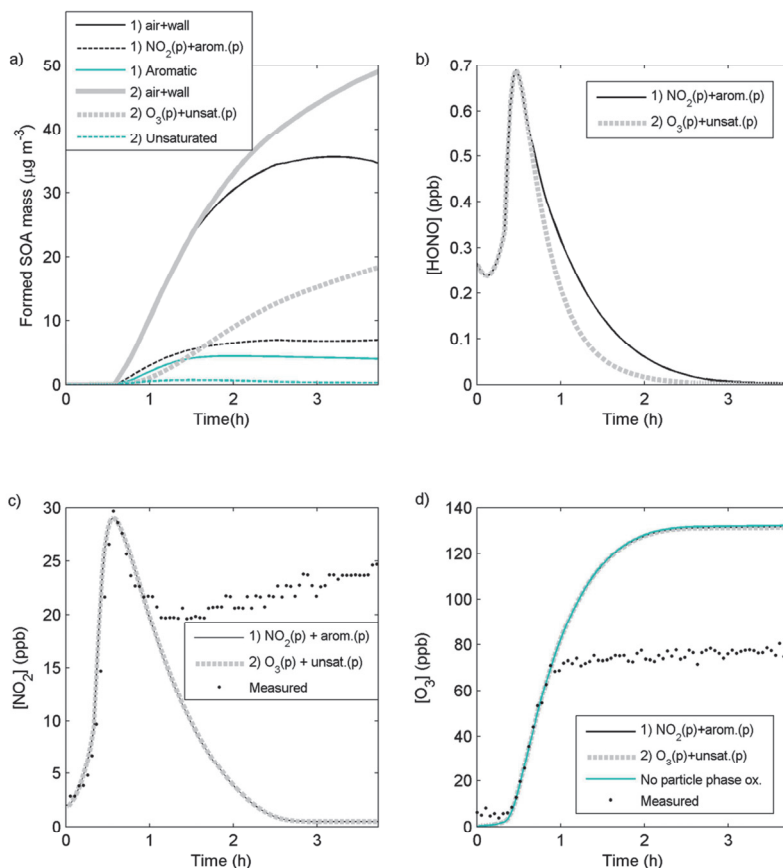 a)
1) air+wall
1) NO2(p)+arom.(p)
1) Aromatic
2) air+wall
2) O3(p)+unsat.(p)
2) Unsaturated
50
40
30
20
10
0
Formed SOA mass (µg m-3)
0 1 2 3
Time(h)
b)
1) NO2(p)+arom.(p)
2) O3(p)+unsat.(p)
0.7
0.6
0.5
0.4
0.3
0.2
0.1
0
[HONO] (ppb)
0 1 2 3
Time (h)
c)
30
25
20
15
10
5
0
[NO2] (ppb)
1) NO2(p) + arom.(p)
2) O3(p) + unsat.(p)
Measured
0 1 2 3
Time (h)
d)
140
120
100
80
60
40
20
0
[O3] (ppb)
1) NO2(p)+arom.(p)
2) O3(p)+unsat.(p)
No particle phase ox.
Measured
0 1 2 3
Time (h)